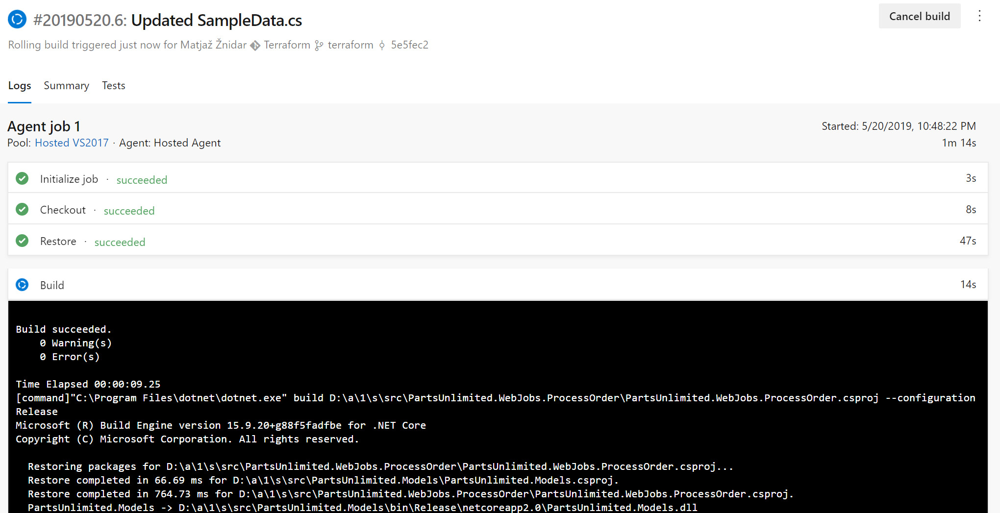 #20190520.6: Updated SampleData.cs
Cancel build
Rolling build triggered just now for Matjaž Žnidar Terraform terraform 5e5fec2
Logs Summary Tests
Agent job 1
Started: 5/20/2019, 10:48:22 PM
Pool: Hosted VS2017 · Agent: Hosted Agent
1m 14s
Initialize job · succeeded 3s
Checkout · succeeded 8s
Restore · succeeded 47s
Build 14s
Build succeeded.
0 Warning(s)
0 Error(s)
Time Elapsed 00:00:09.25
[command]"C:\Program Files\dotnet\dotnet.exe" build D:\a\1\s\src\PartsUnlimited.WebJobs.ProcessOrder\PartsUnlimited.WebJobs.ProcessOrder.csproj --configuration
Release
Microsoft (R) Build Engine version 15.9.20+g88f5fadfbe for .NET Core
Copyright (C) Microsoft Corporation. All rights reserved.
Restoring packages for D:\a\1\s\src\PartsUnlimited.WebJobs.ProcessOrder\PartsUnlimited.WebJobs.ProcessOrder.csproj...
Restore completed in 66.69 ms for D:\a\1\s\src\PartsUnlimited.Models\PartsUnlimited.Models.csproj.
Restore completed in 764.73 ms for D:\a\1\s\src\PartsUnlimited.WebJobs.ProcessOrder\PartsUnlimited.WebJobs.ProcessOrder.csproj.
PartsUnlimited.Models -> D:\a\1\s\src\PartsUnlimited.Models\bin\Release\netcoreapp2.0\PartsUnlimited.Models.dll